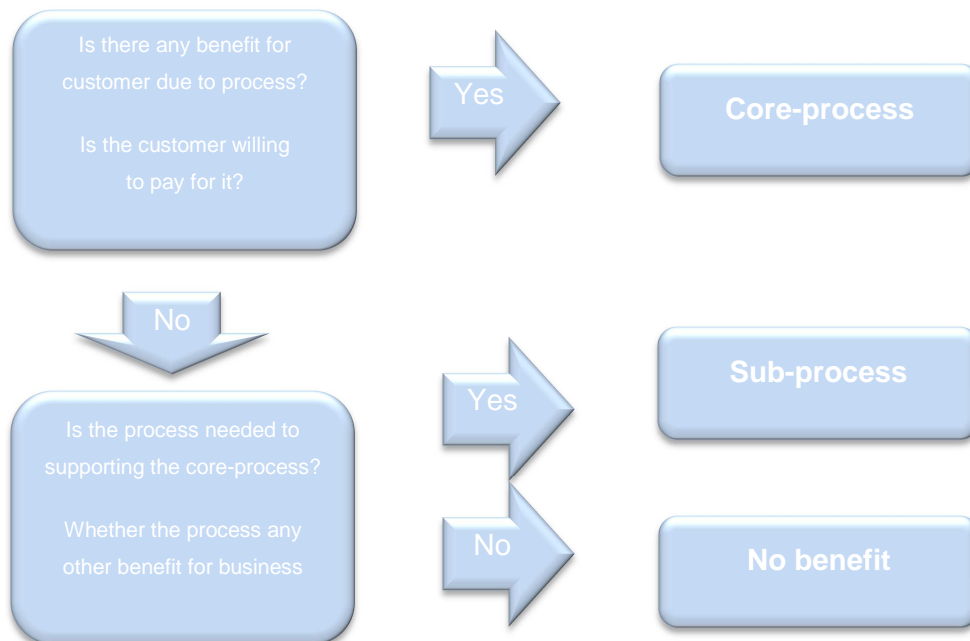 Is there any benefit for
customer due to process?
Is the customer willing
to pay for it?
Yes
Core-process
No
Is the process needed to
supporting the core-process?
Whether the process any
other benefit for business
Yes
Sub-process
No
No benefit